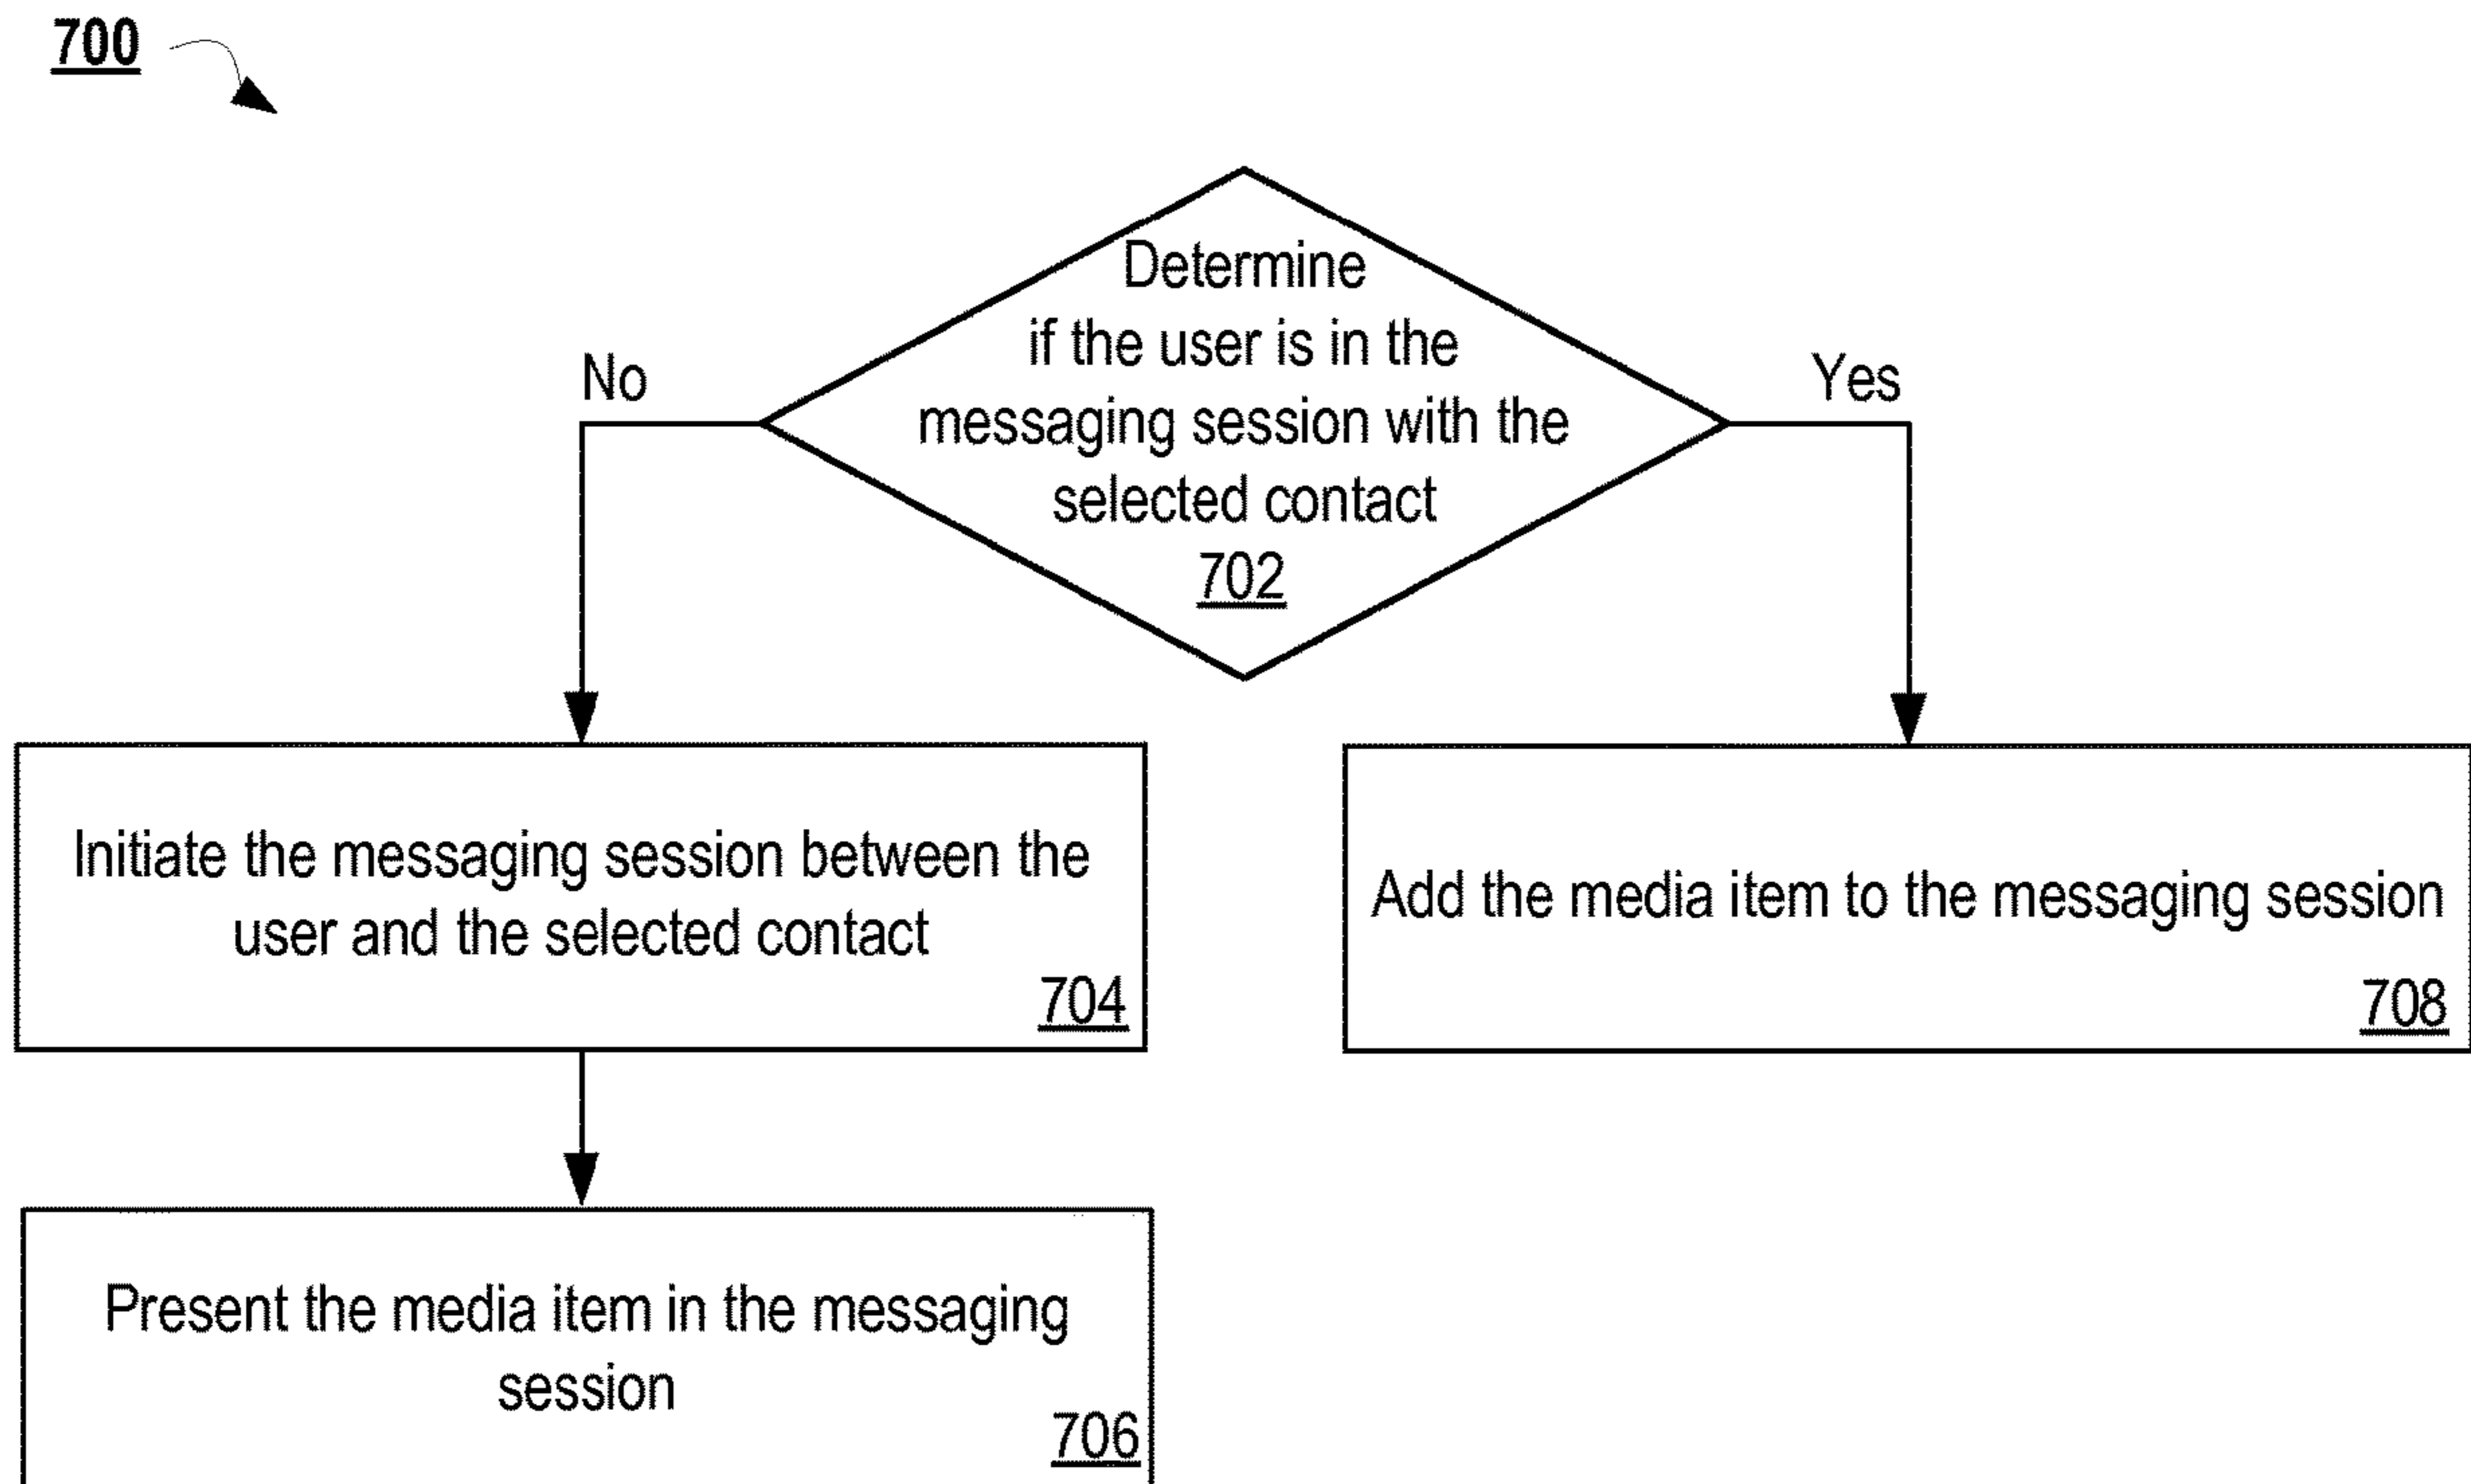 700
Determine
if the user is in the
messaging session with the
selected contact
702
No
Yes
Initiate the messaging session between the
user and the selected contact
704
Add the media item to the messaging session
708
Present the media item in the messaging
session
706